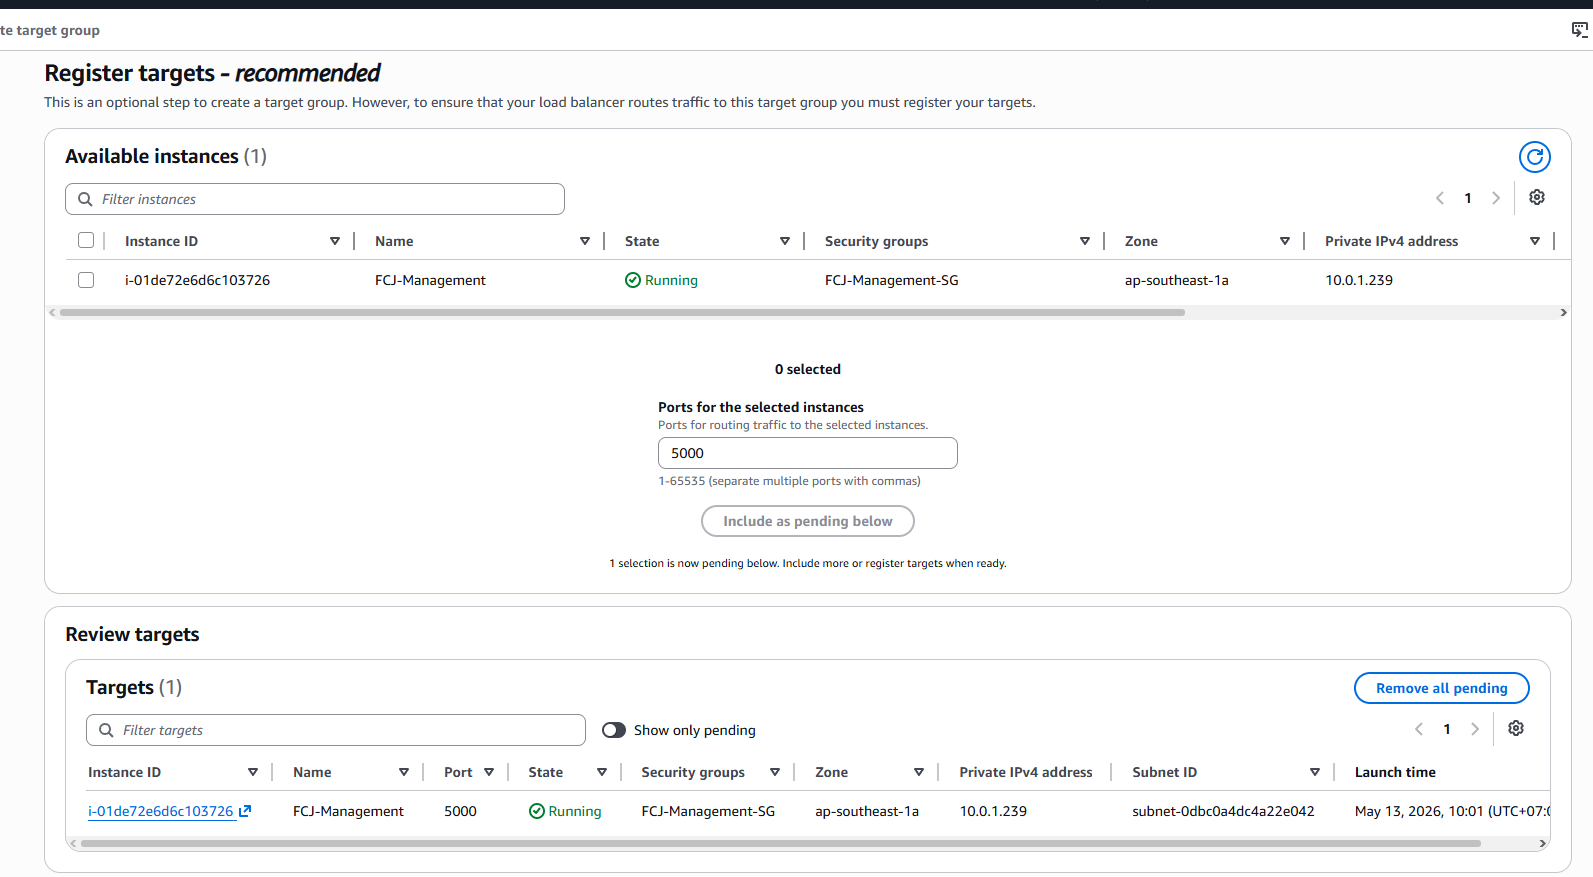 te target group
Register targets - recommended
This is an optional step to create a target group. However, to ensure that your load balancer routes traffic to this target group you must register your targets.
Available instances (1)
Filter instances
1
Instance ID Name State Security groups Zone Private IPv4 address
i-01de72e6d6c103726 FCJ-Management Running FCJ-Management-SG ap-southeast-1a 10.0.1.239
0 selected
Ports for the selected instances
Ports for routing traffic to the selected instances.
5000
1-65535 (separate multiple ports with commas)
Include as pending below
1 selection is now pending below. Include more or register targets when ready.
Review targets
Targets (1)
Remove all pending
Filter targets
Show only pending
1
Instance ID Name Port State Security groups Zone Private IPv4 address Subnet ID Launch time
i-01de72e6d6c103726 FCJ-Management 5000 Running FCJ-Management-SG ap-southeast-1a 10.0.1.239 subnet-0dbc0a4dc4a22e042 May 13, 2026, 10:01 (UTC+07:0